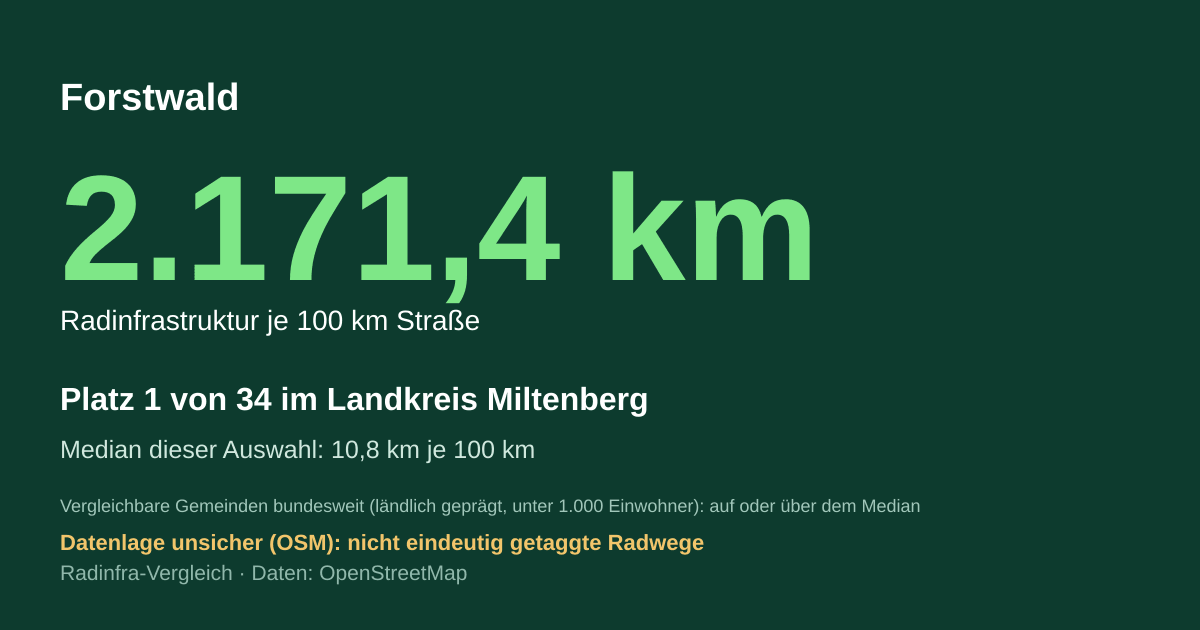 Forstwald
2.171,4 km
Radinfrastruktur je 100 km Straße
Platz 1 von 34 im Landkreis Miltenberg
Median dieser Auswahl: 10,8 km je 100 km
Vergleichbare Gemeinden bundesweit (ländlich geprägt, unter 1.000 Einwohner): auf oder über dem Median
Datenlage unsicher (OSM): nicht eindeutig getaggte Radwege
Radinfra-Vergleich · Daten: OpenStreetMap